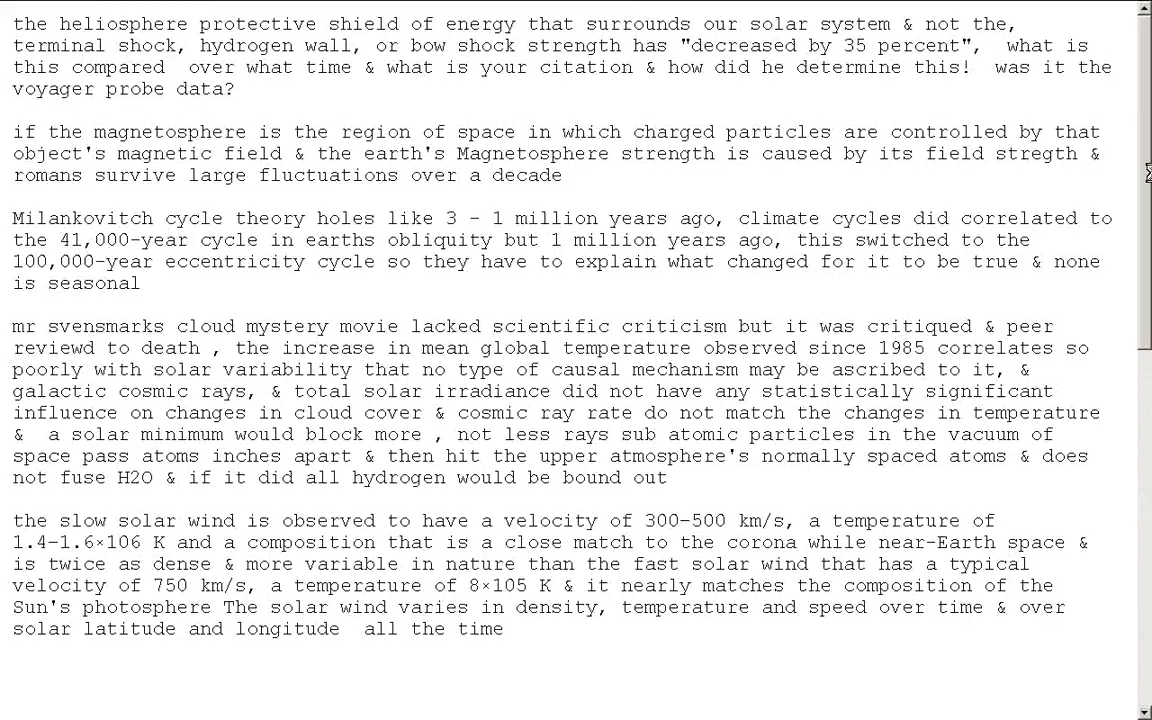 the heliosphere protective shield of energy that surrounds our solar system & not the,
terminal shock, hydrogen wall, or bow shock strength has "decreased by 35 percent",  what is
this compared  over what time & what is your citation & how did he determine this!  was it the
voyager probe data?
if the magnetosphere is the region of space in which charged particles are controlled by that
object's magnetic field & the earth's Magnetosphere strength is caused by its field stregth &
romans survive large fluctuations over a decade
Milankovitch cycle theory holes like 3 - 1 million years ago, climate cycles did correlated to
the 41,000-year cycle in earths obliquity but 1 million years ago, this switched to the
100,000-year eccentricity cycle so they have to explain what changed for it to be true & none
is seasonal
mr svensmarks cloud mystery movie lacked scientific criticism but it was critiqued & peer
reviewd to death , the increase in mean global temperature observed since 1985 correlates so
poorly with solar variability that no type of causal mechanism may be ascribed to it, &
galactic cosmic rays, & total solar irradiance did not have any statistically significant
influence on changes in cloud cover & cosmic ray rate do not match the changes in temperature
&  a solar minimum would block more , not less rays sub atomic particles in the vacuum of
space pass atoms inches apart & then hit the upper atmosphere's normally spaced atoms & does
not fuse H2O & if it did all hydrogen would be bound out
the slow solar wind is observed to have a velocity of 300-500 km/s, a temperature of
1.4-1.6×106 K and a composition that is a close match to the corona while near-Earth space &
is twice as dense & more variable in nature than the fast solar wind that has a typical
velocity of 750 km/s, a temperature of 8×105 K & it nearly matches the composition of the
Sun's photosphere The solar wind varies in density, temperature and speed over time & over
solar latitude and longitude  all the time